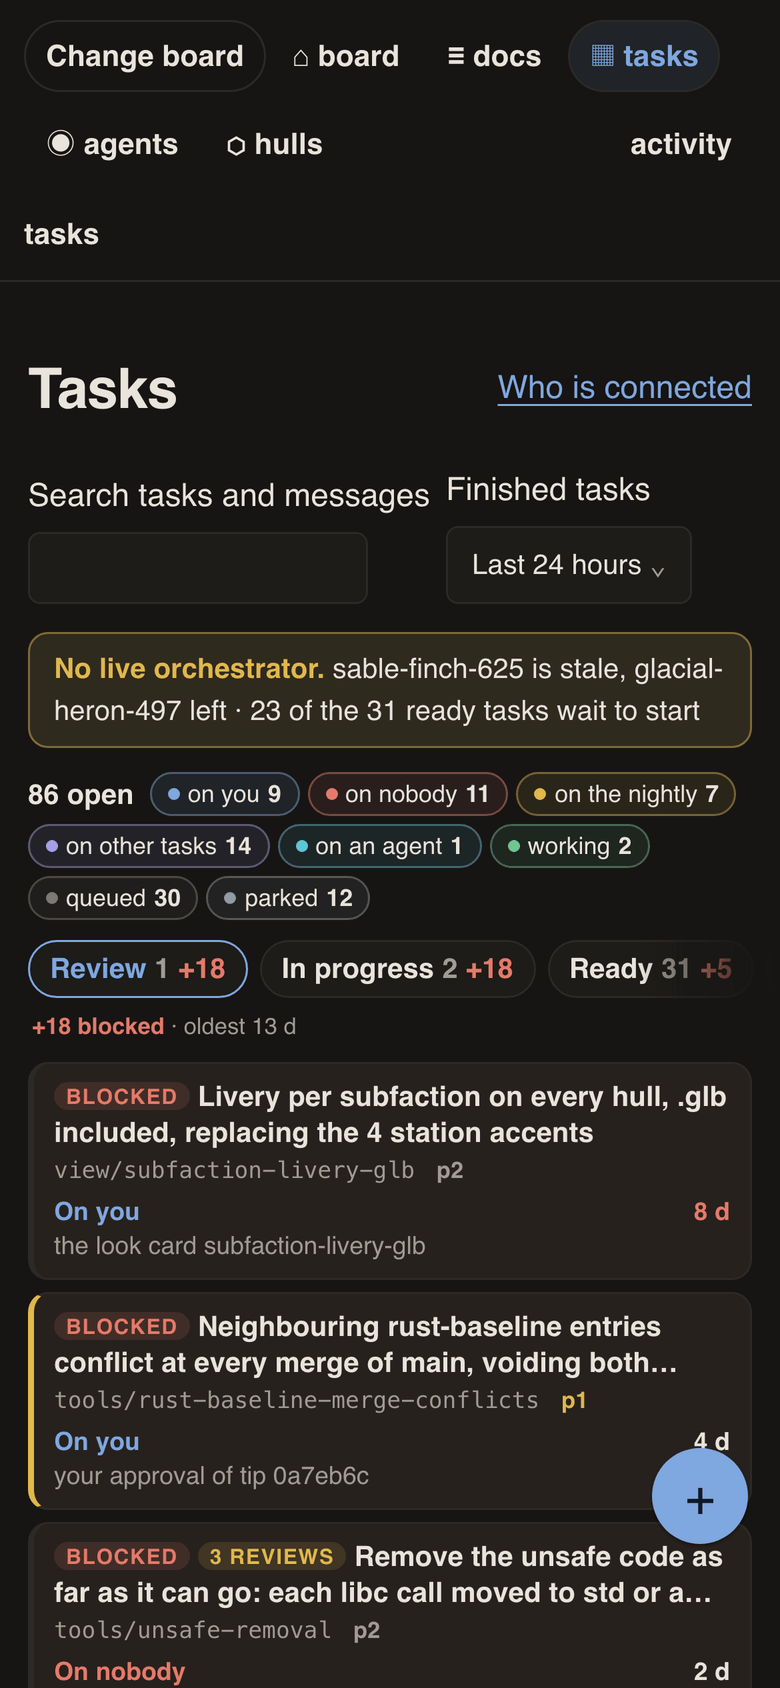 Change board ⌂ board ≡ docs ▦ tasks
◉ agents ⬡ hulls activity
tasks
Tasks Who is connected
Search tasks and messages Finished tasks
Last 24 hours
No live orchestrator. sable-finch-625 is stale, glacial-
heron-497 left · 23 of the 31 ready tasks wait to start
86 open on you 9 on nobody 11 on the nightly 7
on other tasks 14 on an agent 1 working 2
queued 30 parked 12
Review 1 +18 In progress 2 +18 Ready 31 +5
+18 blocked · oldest 13 d
BLOCKED Livery per subfaction on every hull, .glb
included, replacing the 4 station accents
view/subfaction-livery-glb p2
On you 8 d
the look card subfaction-livery-glb
BLOCKED Neighbouring rust-baseline entries
conflict at every merge of main, voiding both...
tools/rust-baseline-merge-conflicts p1
On you 4 d
your approval of tip 0a7eb6c
+
BLOCKED 3 REVIEWS Remove the unsafe code as
far as it can go: each libc call moved to std or a...
tools/unsafe-removal p2
On nobody 2 d